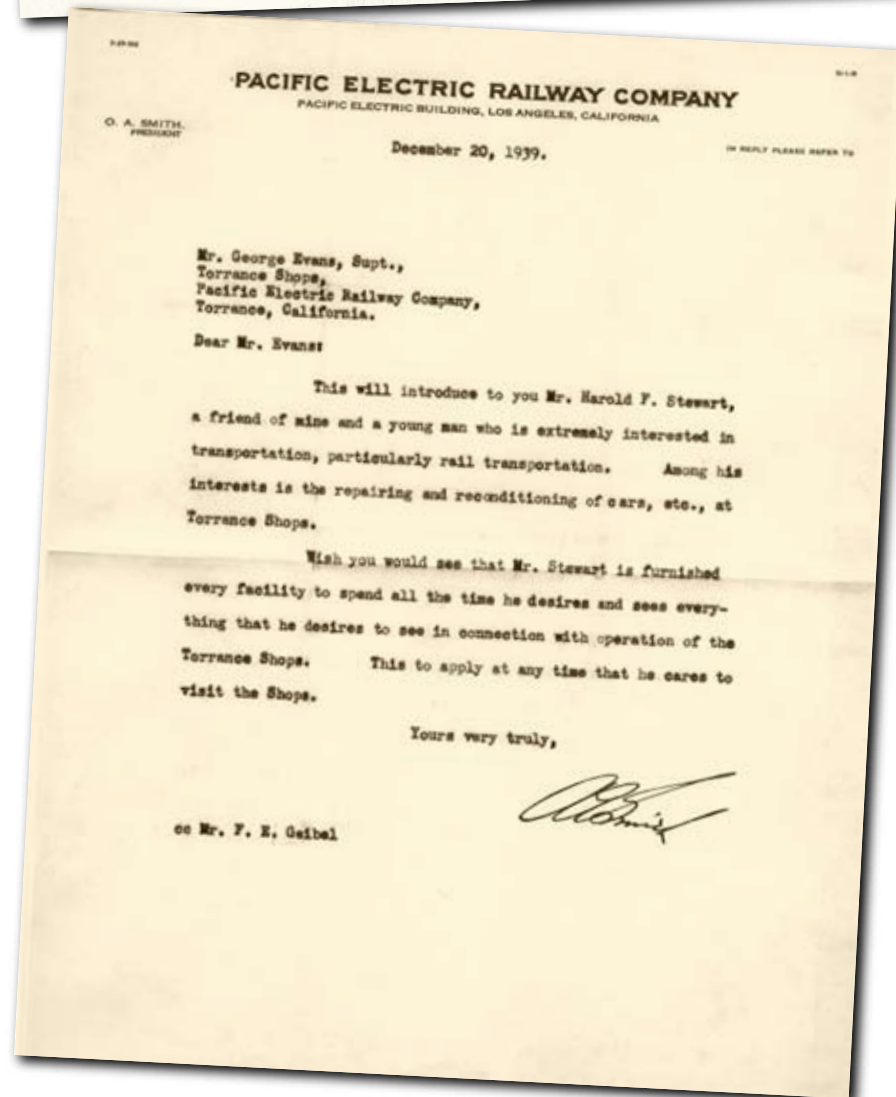 PACIFIC ELECTRIC RAILWAY COMPANY
PACIFIC ELECTRIC BUILDING, LOS ANGELES, CALIFORNIA
O. A. SMITH.
PRESIDENT
December 20, 1939.
IN REPLY PLEASE REFER TO
Mr. George Evans, Supt.,
Torrance Shops,
Pacific Electric Railway Company,
Torrance, California.
Dear Mr. Evans:
This will introduce to you Mr. Harold F. Stewart,
a friend of mine and a young man who is extremely interested in
transportation, particularly rail transportation. Among his
interests is the repairing and reconditioning of cars, etc., at
Torrance Shops.
Wish you would see that Mr. Stewart is furnished
every facility to spend all the time he desires and sees every-
thing that he desires to see in connection with operation of the
Torrance Shops. This to apply at any time that he cares to
visit the Shops.
Yours very truly,
OASmith
cc Mr. F. E. Geibel